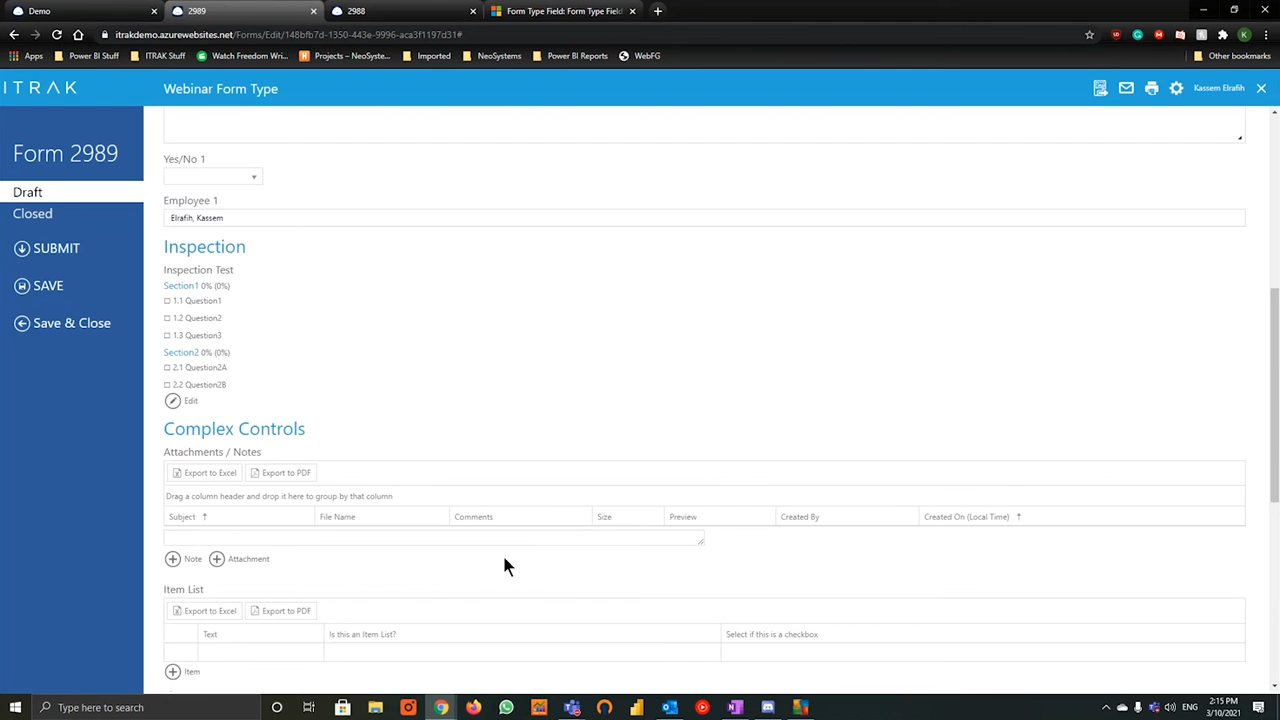 Demo
2989
2988
Form Type Field: Form Type Field
itrakdemo.azurewebsites.net/Forms/Edit/148bfb7d-1350-443e-9996-aca3f1197d31#
K
Apps Power BI Stuff ITRAK Stuff Watch Freedom Wri... Projects – NeoSyste... Imported NeoSystems Power BI Reports WebFG Other bookmarks
ITRAK
Webinar Form Type
Kassem Elrafih
Form 2989
Draft
Closed
SUBMIT
SAVE
Save & Close
Yes/No 1
Employee 1
Elrafih, Kassem
Inspection
Inspection Test
Section1 0% (0%)
1.1 Question1
1.2 Question2
1.3 Question3
Section2 0% (0%)
2.1 Question2A
2.2 Question2B
Edit
Complex Controls
Attachments / Notes
Export to Excel Export to PDF
Drag a column header and drop it here to group by that column
Subject File Name Comments Size Preview Created By Created On (Local Time)
Note Attachment
Item List
Export to Excel Export to PDF
Text Is this an Item List? Select if this is a checkbox
Item
Type here to search
ENG
2:15 PM
3/10/2021